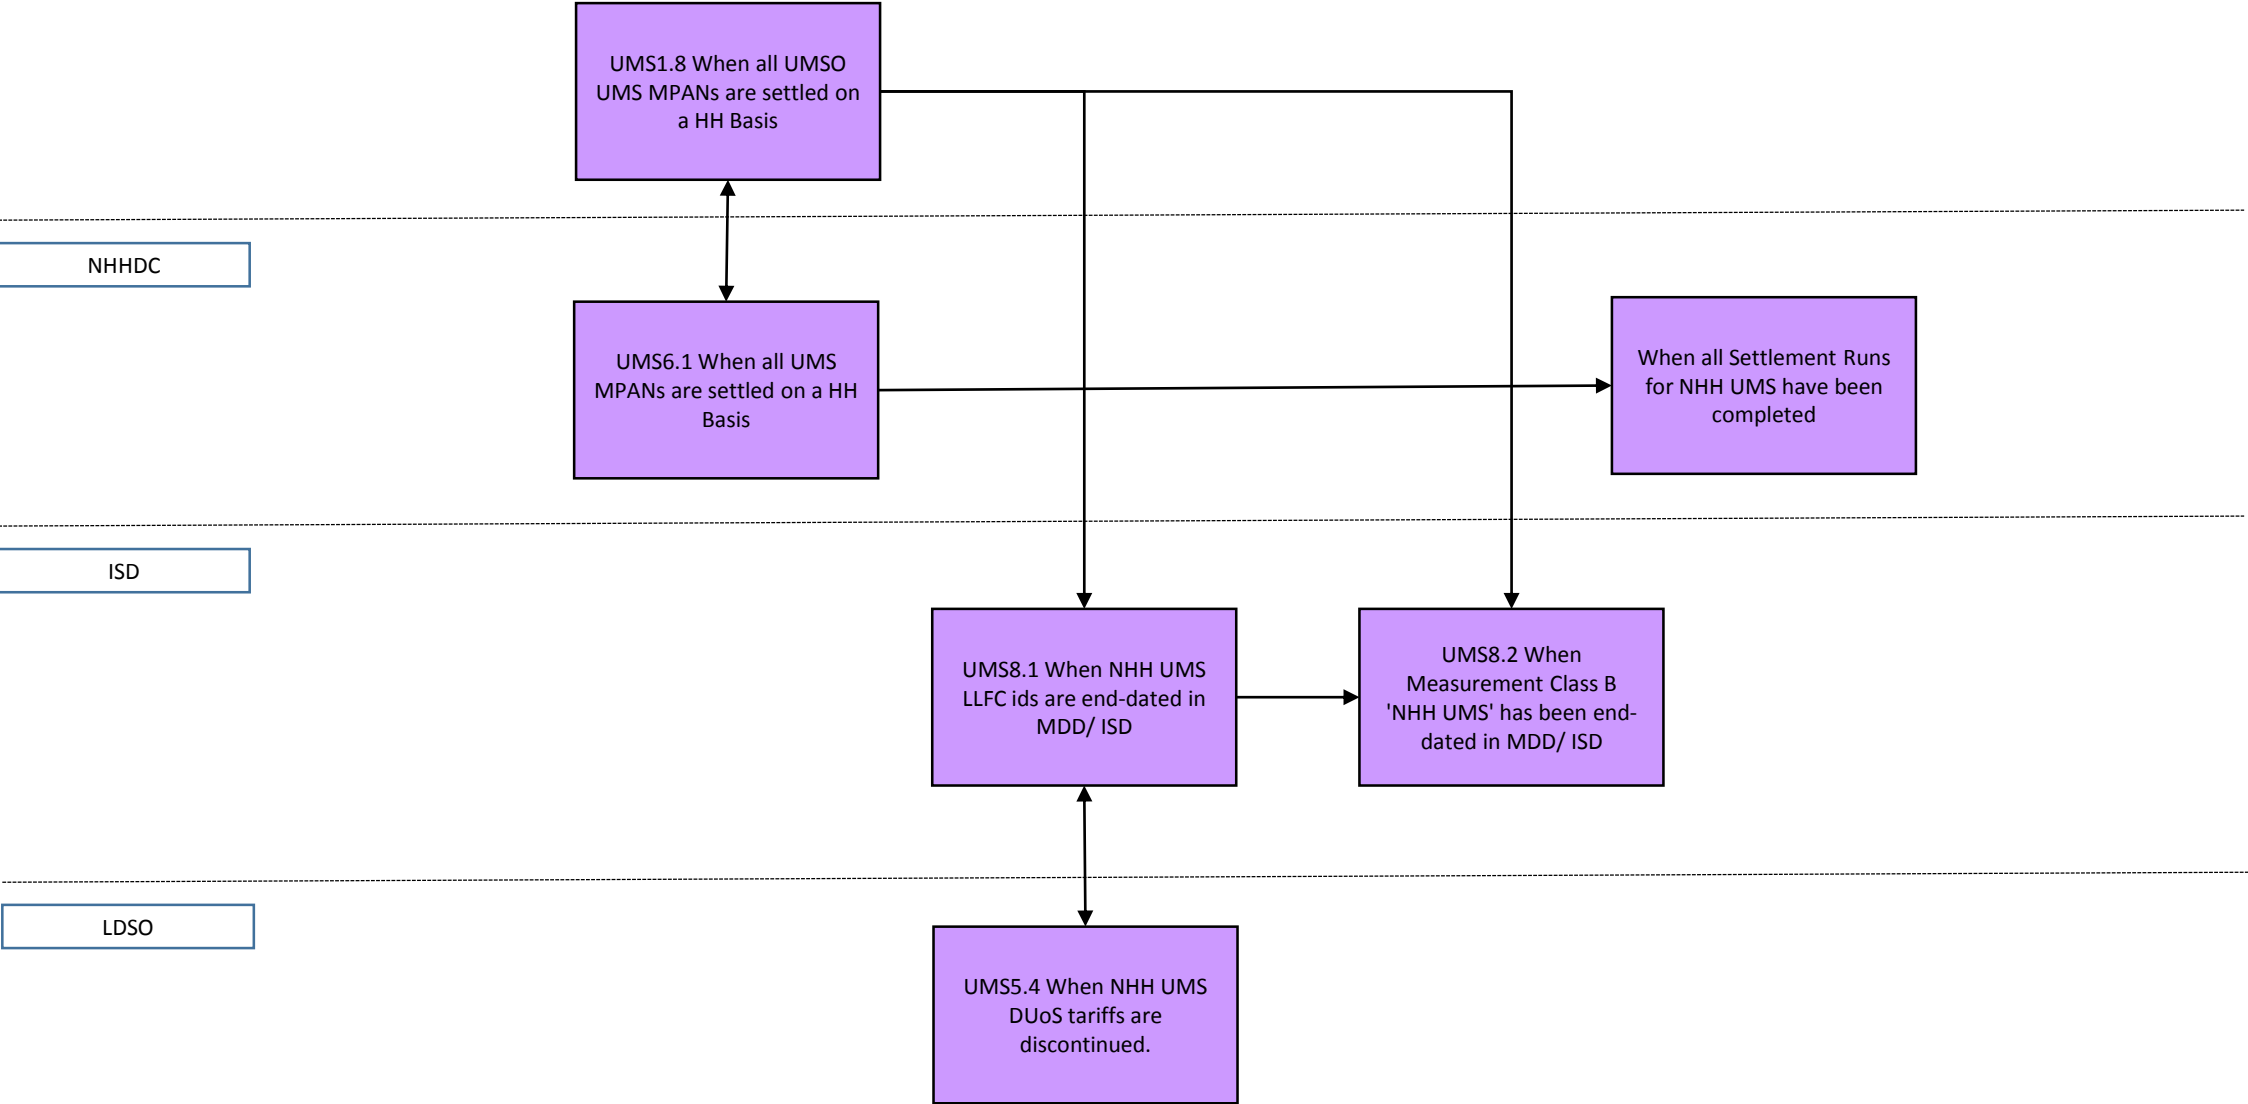 UMS1.8 When all UMSO
UMS MPANs are settled on
a HH Basis
NHHDC
UMS6.1 When all UMS
MPANs are settled on a HH
Basis
When all Settlement Runs
for NHH UMS have been
completed
ISD
UMS8.1 When NHH UMS
LLFC ids are end-dated in
MDD/ ISD
UMS8.2 When
Measurement Class B
'NHH UMS' has been end-
dated in MDD/ ISD
LDSO
UMS5.4 When NHH UMS
DUoS tariffs are
discontinued.